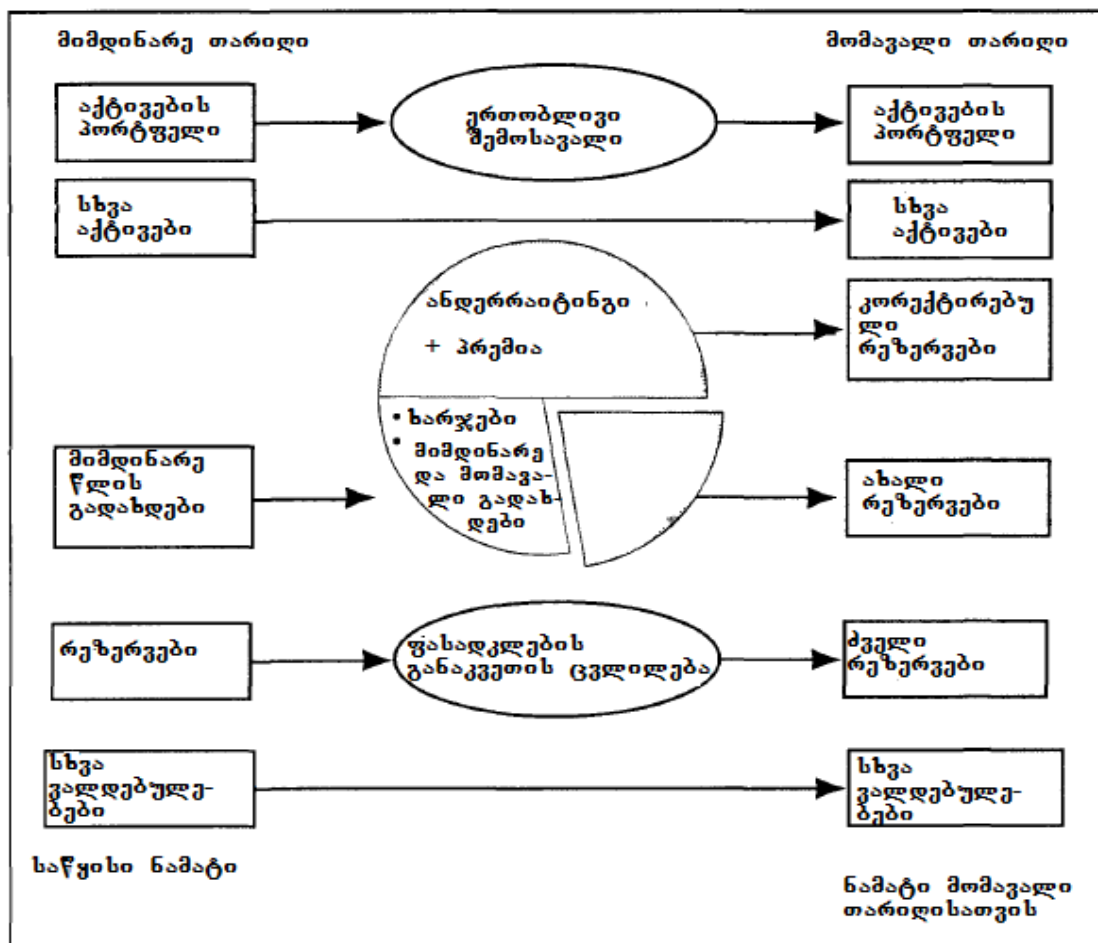 მიმდინარე თარიღი
მომავალი თარიღი
აქტივების
პორტფელი
ერთობლივი
შემოსავალი
აქტივების
პორტფელი
სხვა
აქტივები
სხვა
აქტივები
ანდერრაიტინგი
+ პრემია
კორექტირებუ
ლი
რეზერვები
• ხარჯები
• მიმდინარე
და მომავა-
ლი გადახ-
დები
მიმდინარე
წლის
გადახდები
ახალი
რეზერვები
რეზერვები
ფასადკლების
განაკვეთის ცვლილება
ძველი
რეზერვები
სხვა
ვალდებულე-
ბები
სხვა
ვალდებულე-
ბები
საწყისი ნამატი
ნამატი მომავალი
თარიღისათვის